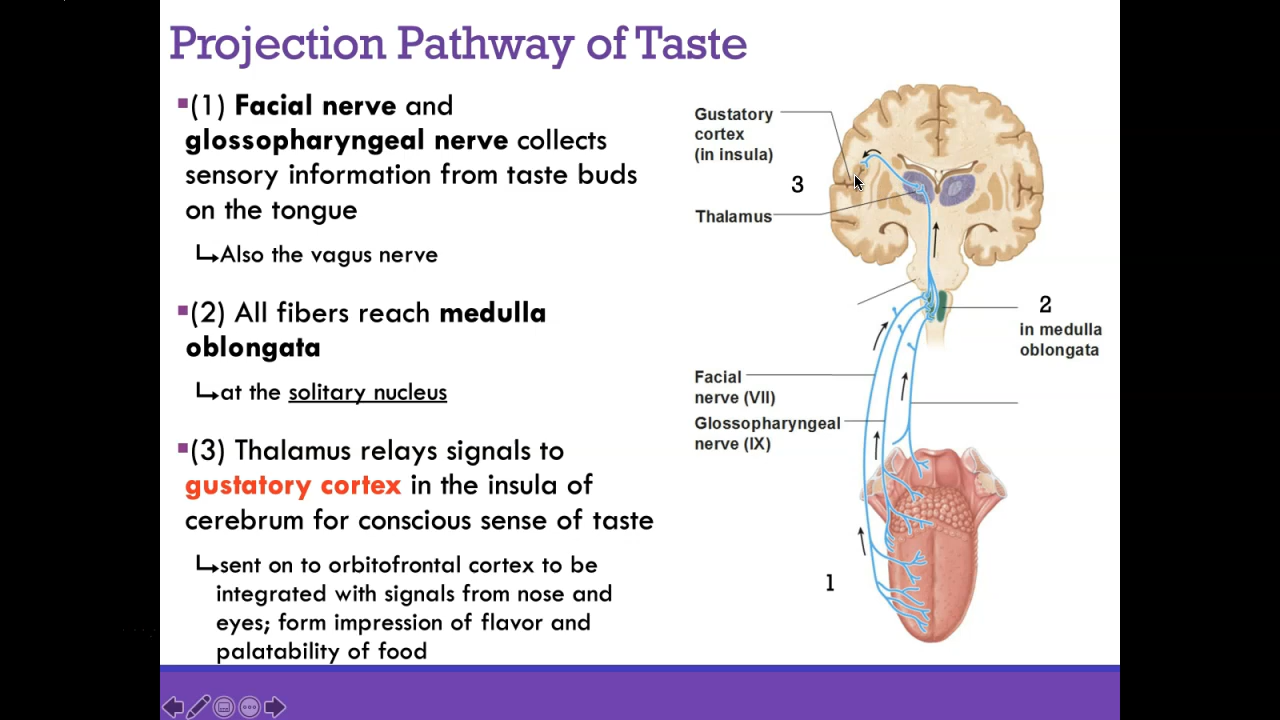 Projection Pathway of Taste
(1) Facial nerve and
glossopharyngeal nerve collects
sensory information from taste buds
on the tongue
Also the vagus nerve
(2) All fibers reach medulla
oblongata
at the solitary nucleus
(3) Thalamus relays signals to
gustatory cortex in the insula of
cerebrum for conscious sense of taste
sent on to orbitofrontal cortex to be
integrated with signals from nose and
eyes; form impression of flavor and
palatability of food
Gustatory
cortex
(in insula)
3
Thalamus
2
in medulla
oblongata
Facial
nerve (VII)
Glossopharyngeal
nerve (IX)
1